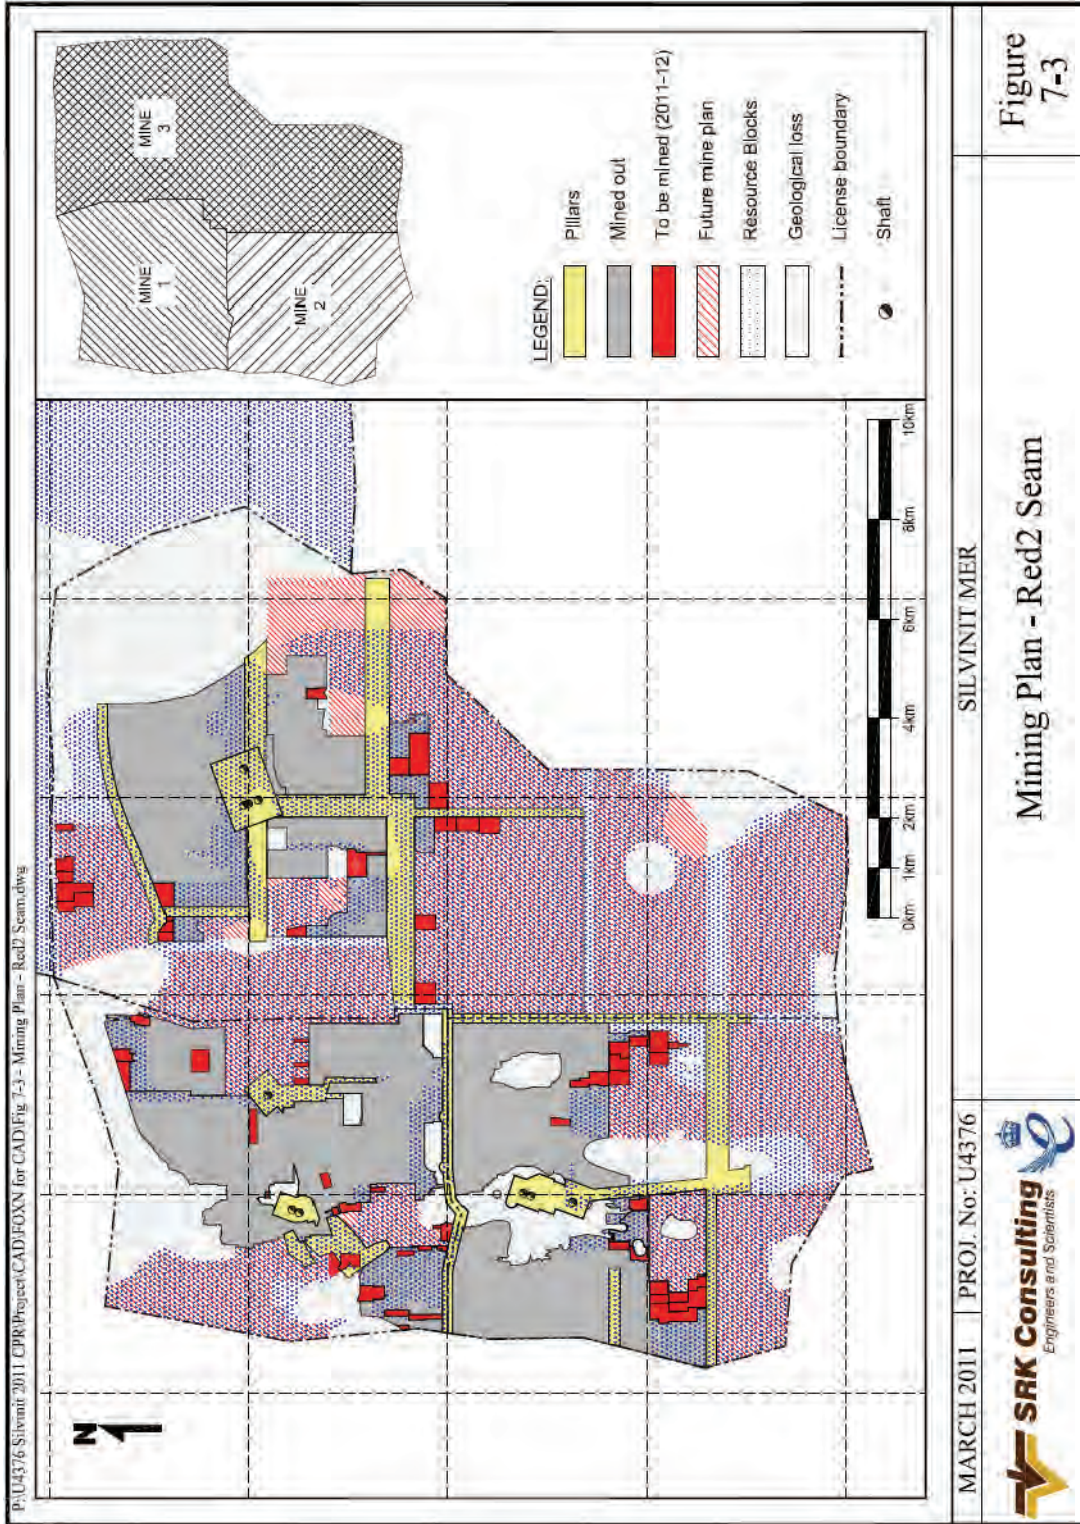 P:\U4376 Silvinit 2011 CPR\Project\CAD\FOXN for CAD\Fig 7-3 - Mining Plan - Red2 Seam.dwg
N
MINE
1
MINE
2
MINE
3
LEGEND:
Pillars
Mined out
To be mined (2011-12)
Future mine plan
Resource Blocks
Geological loss
License boundary
Shaft
0km
1km
2km
4km
6km
8km
10km
SRK Consulting
Engineers and Scientists
MARCH 2011
PROJ. No: U4376
SILVINIT MER
Mining Plan - Red2 Seam
Figure
7-3